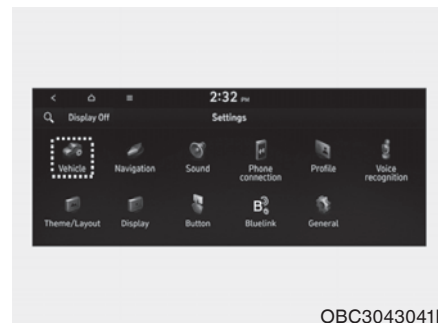 2:32 PM
Display Off
Settings
Vehicle
Navigation
Sound
Phone
connection
Profile
Voice
recognition
Theme/Layout
Display
Button
Bluelink
General
OBC3043041